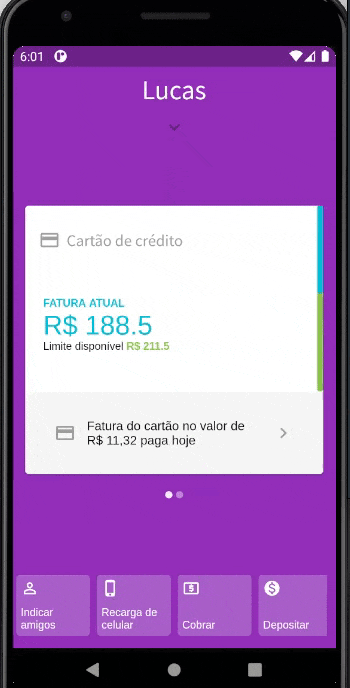 6:01
Lucas
Cartão de crédito
FATURA ATUAL
R$ 188.5
Limite disponível R$ 211.5
Fatura do cartão no valor de
R$ 11,32 paga hoje
Indicar
amigos
Recarga de
celular
Cobrar
Depositar